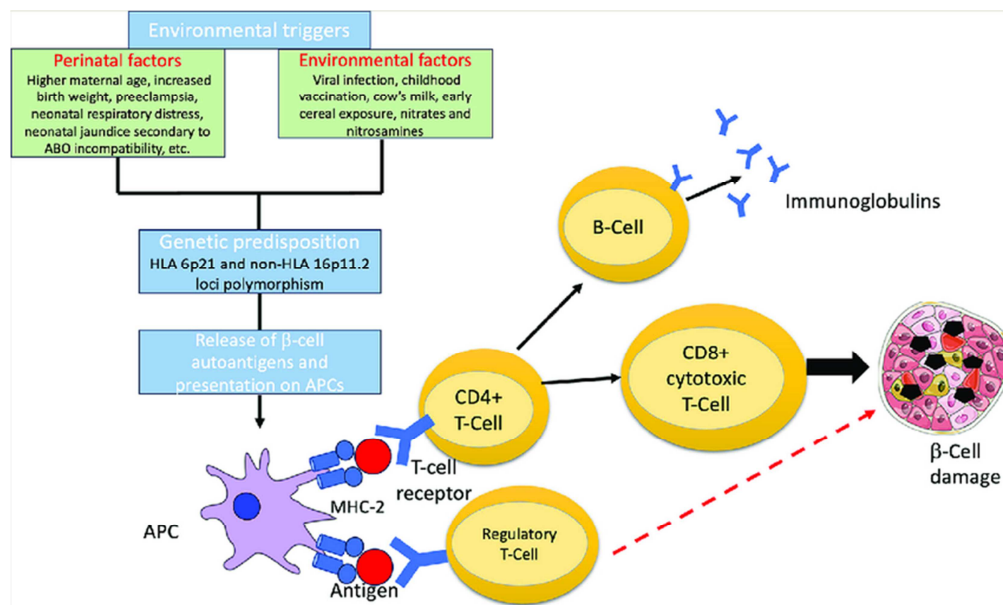 Environmental triggers
Perinatal factors
Higher maternal age, increased
birth weight, preeclampsia,
neonatal respiratory distress,
neonatal jaundice secondary to
ABO incompatibility, etc.
Environmental factors
Viral infection, childhood
vaccination, cow's milk, early
cereal exposure, nitrates and
nitrosamines
Genetic predisposition
HLA 6p21 and non-HLA 16p11.2
loci polymorphism
Release of β-cell
autoantigens and
presentation on APCs
B-Cell
Immunoglobulins
CD4+
T-Cell
CD8+
cytotoxic
T-Cell
β-Cell
damage
T-cell
receptor
MHC-2
APC
Regulatory
T-Cell
Antigen